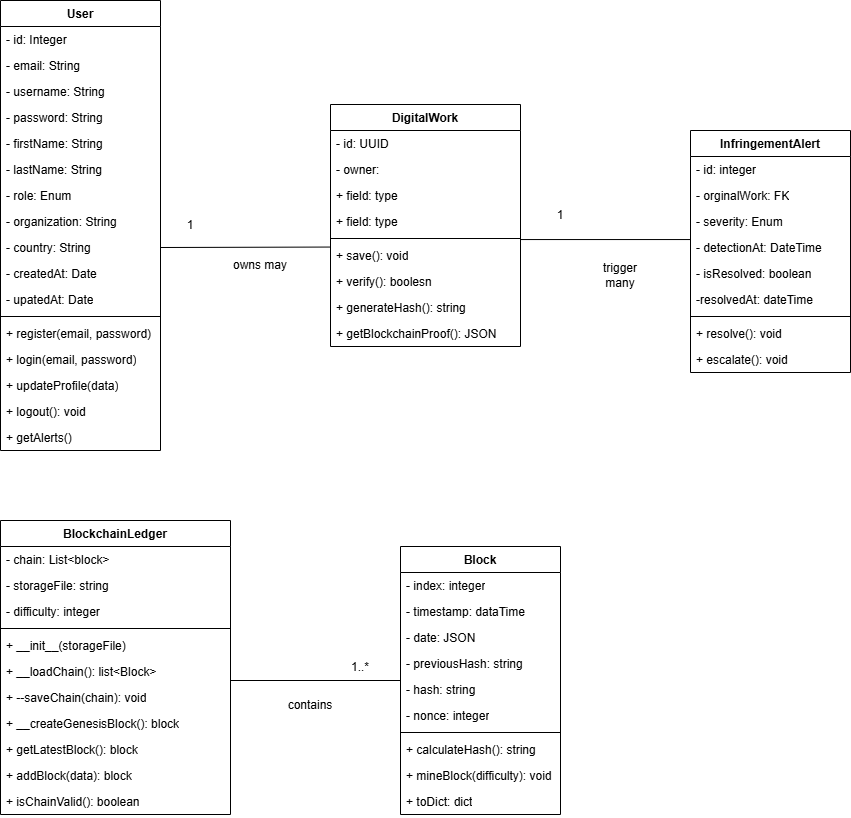 User
- id: Integer
- email: String
- username: String
- password: String
- firstName: String
- lastName: String
- role: Enum
- organization: String
- country: String
- createdAt: Date
- upatedAt: Date
+ register(email, password)
+ login(email, password)
+ updateProfile(data)
+ logout(): void
+ getAlerts()
1
owns may
DigitalWork
- id: UUID
- owner:
+ field: type
+ field: type
+ save(): void
+ verify(): boolesn
+ generateHash(): string
+ getBlockchainProof(): JSON
1
trigger
many
InfringementAlert
- id: integer
- orginalWork: FK
- severity: Enum
- detectionAt: DateTime
- isResolved: boolean
-resolvedAt: dateTime
+ resolve(): void
+ escalate(): void
BlockchainLedger
- chain: List<block>
- storageFile: string
- difficulty: integer
+ __init__(storageFile)
+ __loadChain(): list<Block>
+ --saveChain(chain): void
+ __createGenesisBlock(): block
+ getLatestBlock(): block
+ addBlock(data): block
+ isChainValid(): boolean
1..*
contains
Block
- index: integer
- timestamp: dataTime
- date: JSON
- previousHash: string
- hash: string
- nonce: integer
+ calculateHash(): string
+ mineBlock(difficulty): void
+ toDict: dict